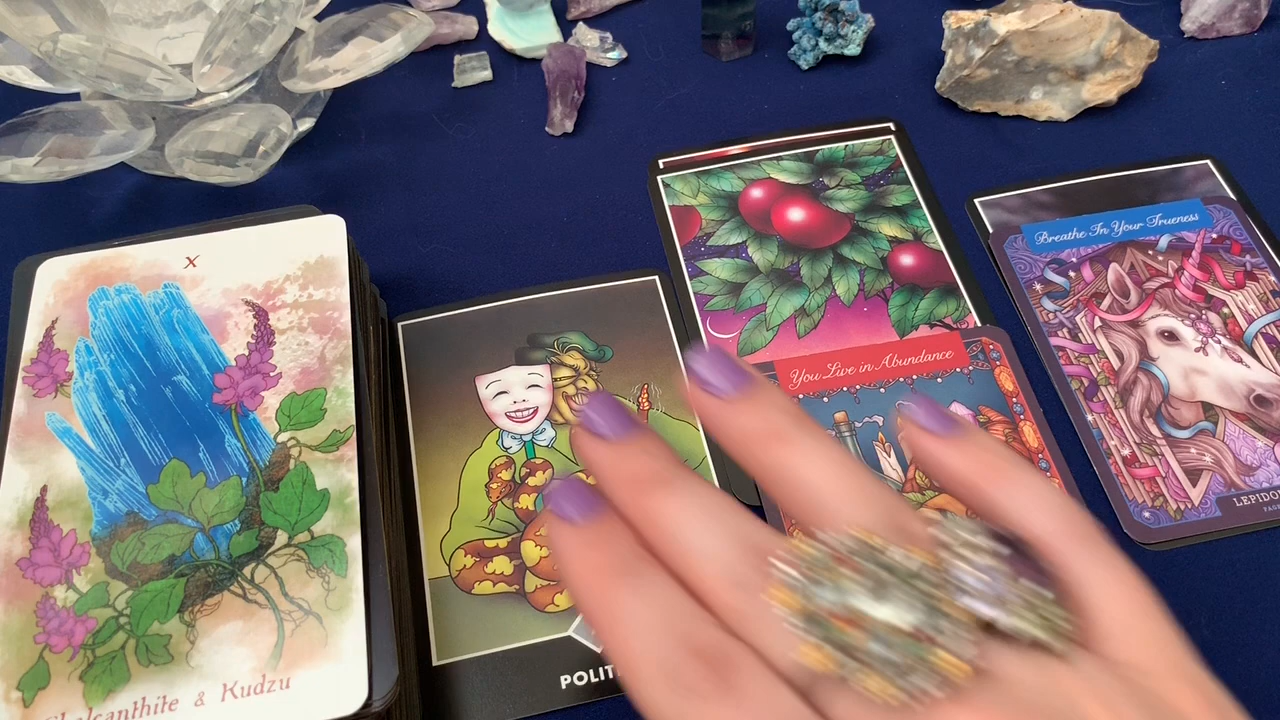 X
Chalcanthite & Kudzu
POLIT
You Live in Abundance
Breathe In Your Trueness
LEPIDO